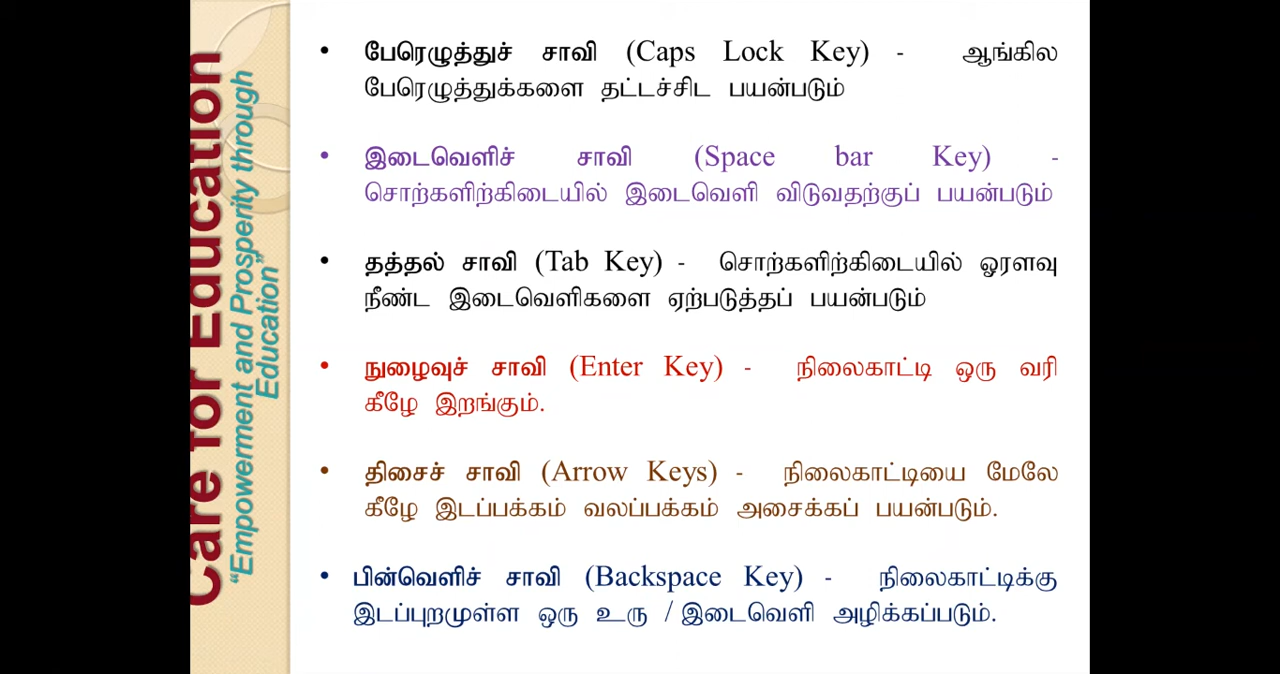 Care for Education
“Empowerment and Prosperity through
Education”
• பேரெழுத்துச் சாவி (Caps Lock Key) - ஆங்கில
பேரெழுத்துக்களை தட்டச்சிட பயன்படும்
• இடைவெளிச் சாவி (Space bar Key) -
சொற்களிற்கிடையில் இடைவெளி விடுவதற்குப் பயன்படும்
• தத்தல் சாவி (Tab Key) - சொற்களிற்கிடையில் ஓரளவு
நீண்ட இடைவெளிகளை ஏற்படுத்தப் பயன்படும்
• நுழைவுச் சாவி (Enter Key) - நிலைகாட்டி ஒரு வரி
கீழே இறங்கும்.
• திசைச் சாவி (Arrow Keys) - நிலைகாட்டியை மேலே
கீழே இடப்பக்கம் வலப்பக்கம் அசைக்கப் பயன்படும்.
• பின்வெளிச் சாவி (Backspace Key) - நிலைகாட்டிக்கு
இடப்புறமுள்ள ஒரு உரு / இடைவெளி அழிக்கப்படும்.